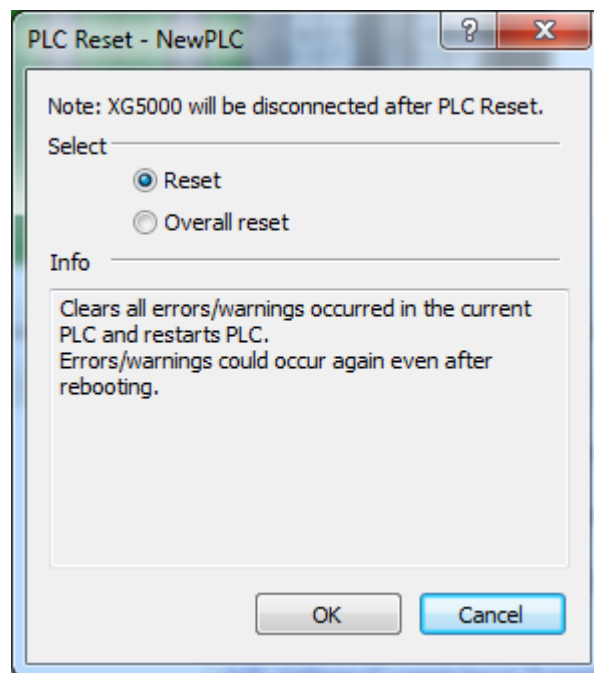 PLC Reset - NewPLC
Note: XG5000 will be disconnected after PLC Reset.
Select
Reset
Overall reset
Info
Clears all errors/warnings occurred in the current
PLC and restarts PLC.
Errors/warnings could occur again even after
rebooting.
OK Cancel